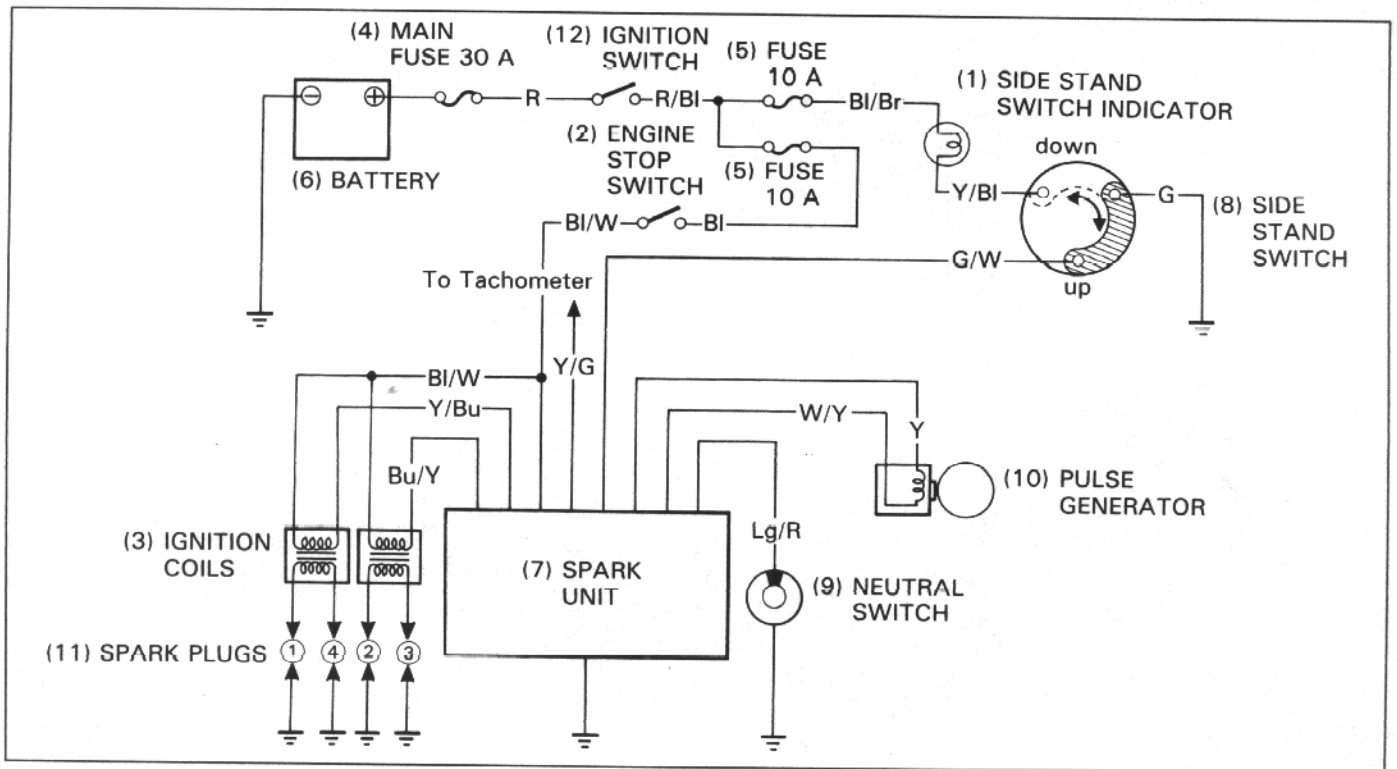 (4) MAIN
FUSE 30 A
(12) IGNITION
SWITCH
(5) FUSE
10 A
(1) SIDE STAND
SWITCH INDICATOR
R
R/Bl
Bl/Br
(2) ENGINE
STOP
SWITCH
(5) FUSE
10 A
(6) BATTERY
down
Y/Bl
G
(8) SIDE
STAND
SWITCH
Bl/W
Bl
G/W
up
To Tachometer
Y/G
Bl/W
Y/Bu
W/Y
Y
Bu/Y
(10) PULSE
GENERATOR
Lg/R
(3) IGNITION
COILS
(7) SPARK
UNIT
(9) NEUTRAL
SWITCH
(11) SPARK PLUGS 1 4 2 3